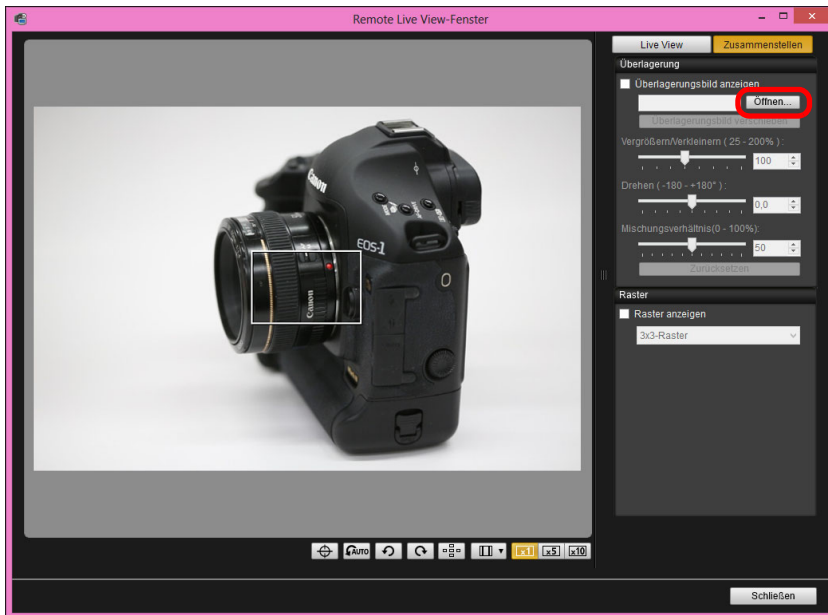 Remote Live View-Fenster
Live View
Zusammenstellen
Überlagerung
Überlagerungsbild anzeigen
Öffnen...
Überlagerungsbild verschieben
Vergrößern/Verkleinern ( 25 - 200% ) :
100
Drehen ( -180 - +180° ) :
0,0
Mischungsverhältnis(0 - 100%):
50
Zurücksetzen
Raster
Raster anzeigen
3x3-Raster
Canon
EOS-1
Canon
AUTO
x1
x5
x10
Schließen